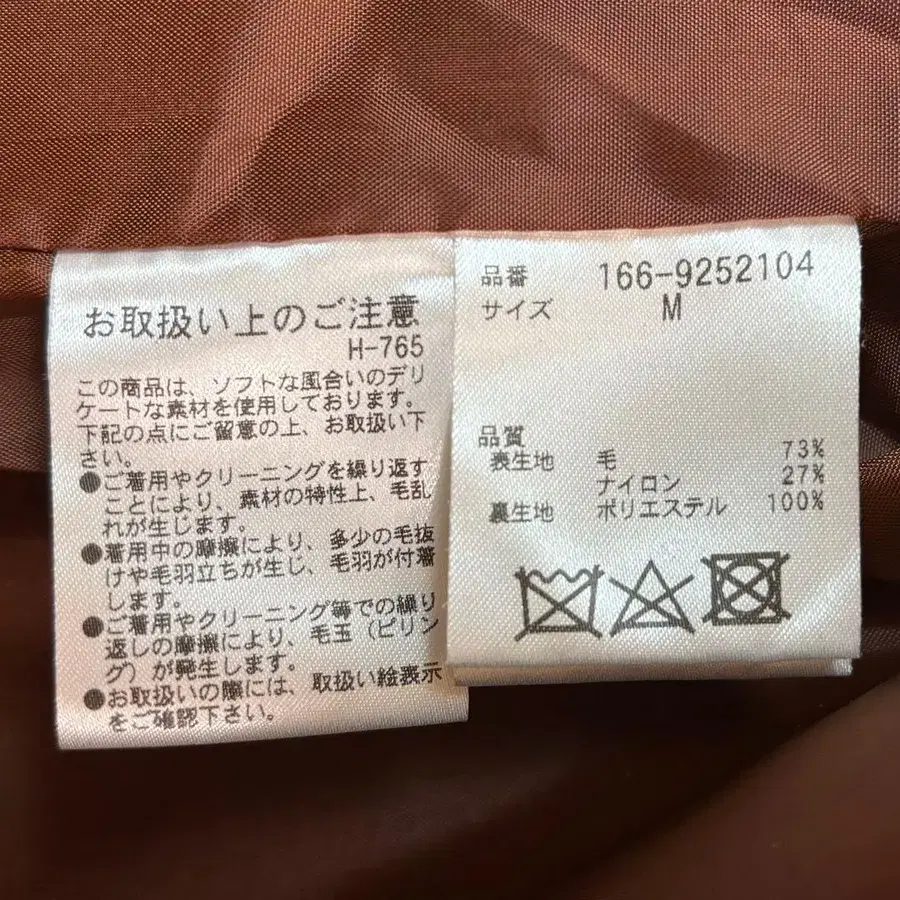 お取扱い上のご注意
H-765
この商品は、ソフトな風合いのデリ
ケートな素材を使用しております。
下記の点にご留意の上、お取扱い下
さい。
●ご着用やクリーニングを繰り返す
ことにより、素材の特性上、毛乱
れが生じます。
●着用中の摩擦により、多少の毛抜
けや毛羽立ちが生じ、毛羽が付着
します。
●ご着用やクリーニング等での繰り
返しの摩擦により、毛玉(ピリン
グ)が発生します。
●お取扱いの際には、取扱い絵表示
をご確認下さい。
品番 166-9252104
サイズ M
品質
表生地 毛 73%
ナイロン 27%
裏生地 ポリエステル 100%